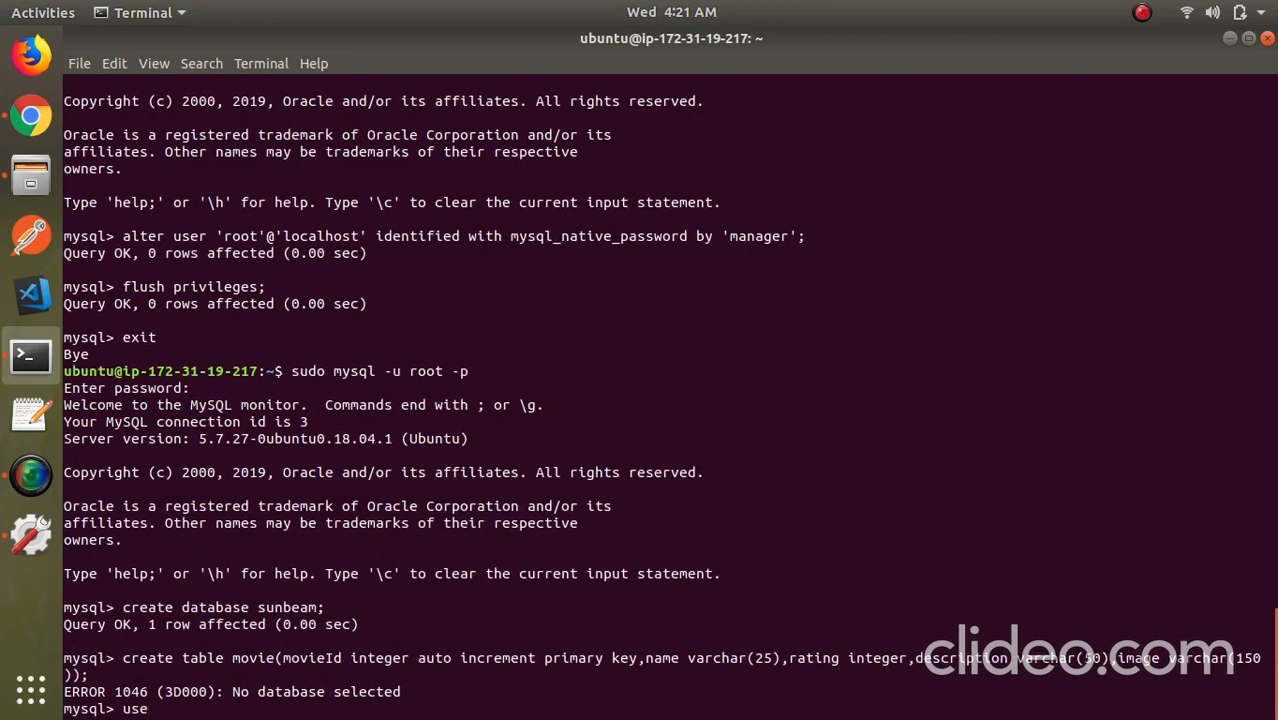 Activities Terminal Wed 4:21 AM
ubuntu@ip-172-31-19-217: ~
File Edit View Search Terminal Help
Copyright (c) 2000, 2019, Oracle and/or its affiliates. All rights reserved.
Oracle is a registered trademark of Oracle Corporation and/or its
affiliates. Other names may be trademarks of their respective
owners.
Type 'help;' or '\h' for help. Type '\c' to clear the current input statement.
mysql> alter user 'root'@'localhost' identified with mysql_native_password by 'manager';
Query OK, 0 rows affected (0.00 sec)
mysql> flush privileges;
Query OK, 0 rows affected (0.00 sec)
mysql> exit
Bye
ubuntu@ip-172-31-19-217:~$ sudo mysql -u root -p
Enter password:
Welcome to the MySQL monitor.  Commands end with ; or \g.
Your MySQL connection id is 3
Server version: 5.7.27-0ubuntu0.18.04.1 (Ubuntu)
Copyright (c) 2000, 2019, Oracle and/or its affiliates. All rights reserved.
Oracle is a registered trademark of Oracle Corporation and/or its
affiliates. Other names may be trademarks of their respective
owners.
Type 'help;' or '\h' for help. Type '\c' to clear the current input statement.
mysql> create database sunbeam;
Query OK, 1 row affected (0.00 sec)
mysql> create table movie(movieId integer auto increment primary key,name varchar(25),rating integer,description varchar(50),image varchar(150
));
ERROR 1046 (3D000): No database selected
mysql> use
clideo.com